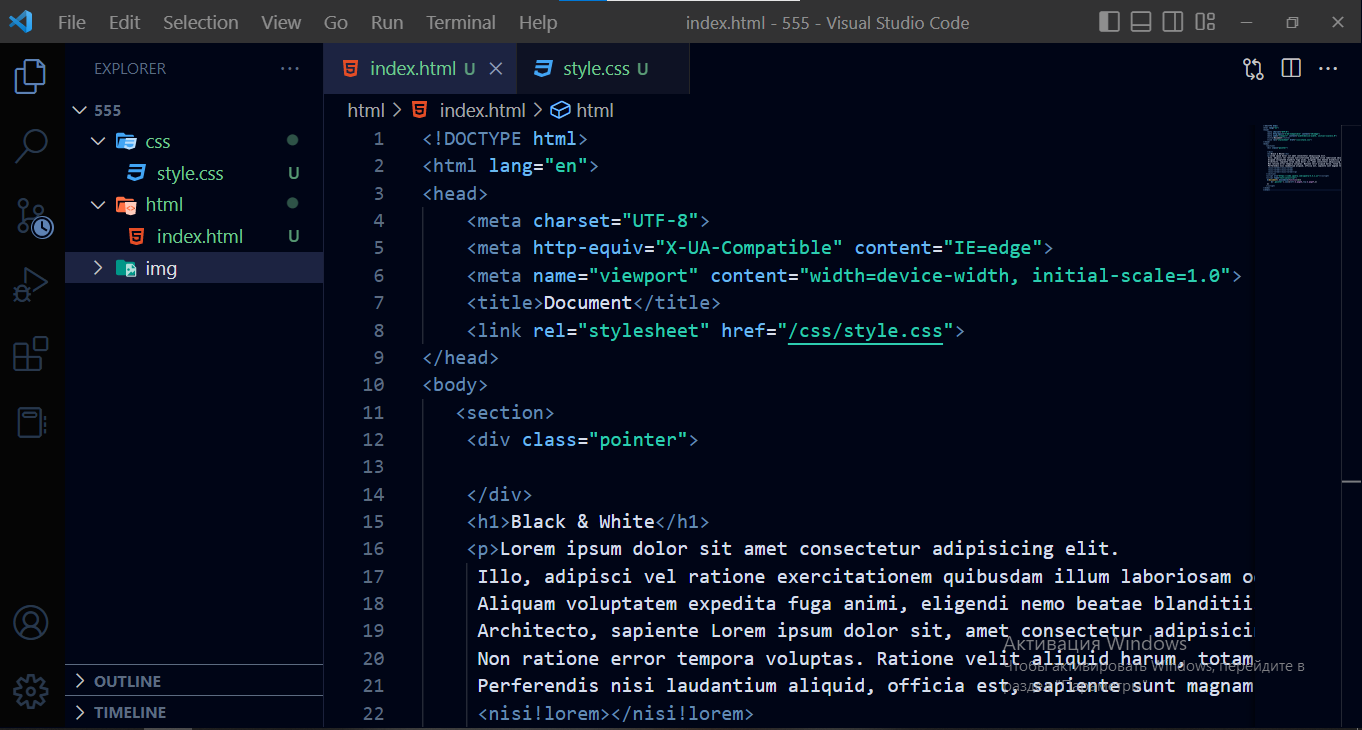 File Edit Selection View Go Run Terminal Help index.html - 555 - Visual Studio Code
EXPLORER
index.html U
style.css U
555
css
style.css U
html
index.html U
img
OUTLINE
TIMELINE
html > index.html > html
1 <!DOCTYPE html>
2 <html lang="en">
3 <head>
4 <meta charset="UTF-8">
5 <meta http-equiv="X-UA-Compatible" content="IE=edge">
6 <meta name="viewport" content="width=device-width, initial-scale=1.0">
7 <title>Document</title>
8 <link rel="stylesheet" href="/css/style.css">
9 </head>
10 <body>
11 <section>
12 <div class="pointer">
13
14 </div>
15 <h1>Black & White</h1>
16 <p>Lorem ipsum dolor sit amet consectetur adipisicing elit.
17 Illo, adipisci vel ratione exercitationem quibusdam illum laboriosam
18 Aliquam voluptatem expedita fuga animi, eligendi nemo beatae blanditii
19 Architecto, sapiente Lorem ipsum dolor sit, amet consectetur adipisici
20 Non ratione error tempora voluptas. Ratione velit aliquid harum, totam
21 Perferendis nisi laudantium aliquid, officia est, sapiente sunt magnam
22 <nisi!lorem></nisi!lorem>
Активация Windows
Чтобы активировать Windows, перейдите в
раздел "Параметры".